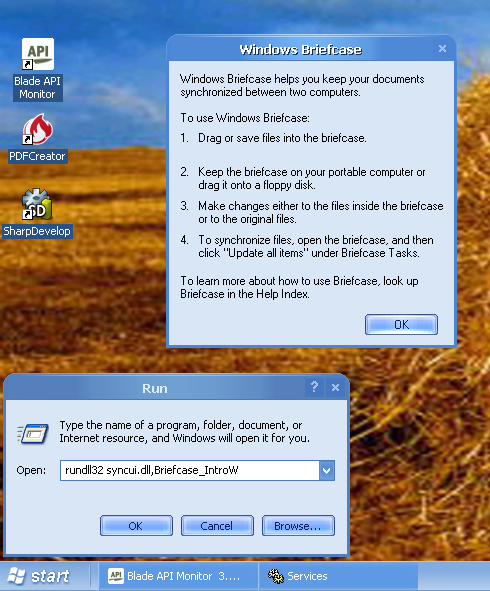 API
Blade API
Monitor
PDFCreator
SharpDevelop
Windows Briefcase
Windows Briefcase helps you keep your documents
synchronized between two computers.
To use Windows Briefcase:
1. Drag or save files into the briefcase.
2. Keep the briefcase on your portable computer or
drag it onto a floppy disk.
3. Make changes either to the files inside the briefcase
or to the original files.
4. To synchronize files, open the briefcase, and then
click "Update all items" under Briefcase Tasks.
To learn more about how to use Briefcase, look up
Briefcase in the Help Index.
OK
Run
Type the name of a program, folder, document, or
Internet resource, and Windows will open it for you.
Open: rundll32 syncui.dll,Briefcase_IntroW
OK Cancel Browse...
start API Blade API Monitor 3.... Services